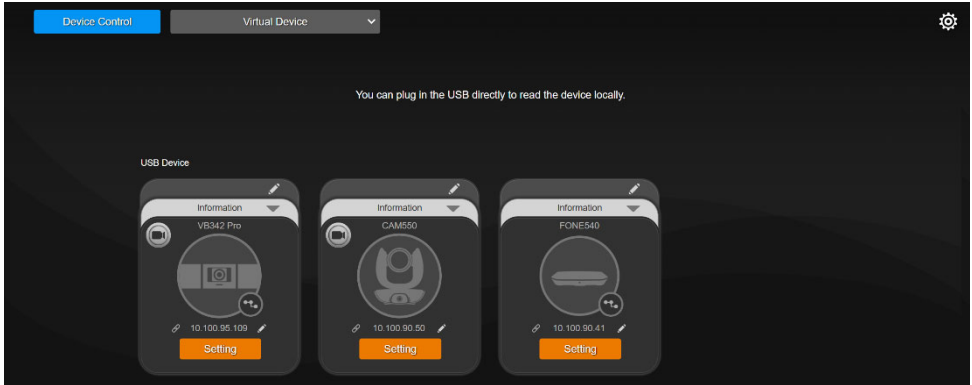 Device Control
Virtual Device
You can plug in the USB directly to read the device locally.
USB Device
Information
VB342 Pro
10.100.95.109
Setting
Information
CAM550
10.100.90.50
Setting
Information
FONE540
10.100.90.41
Setting